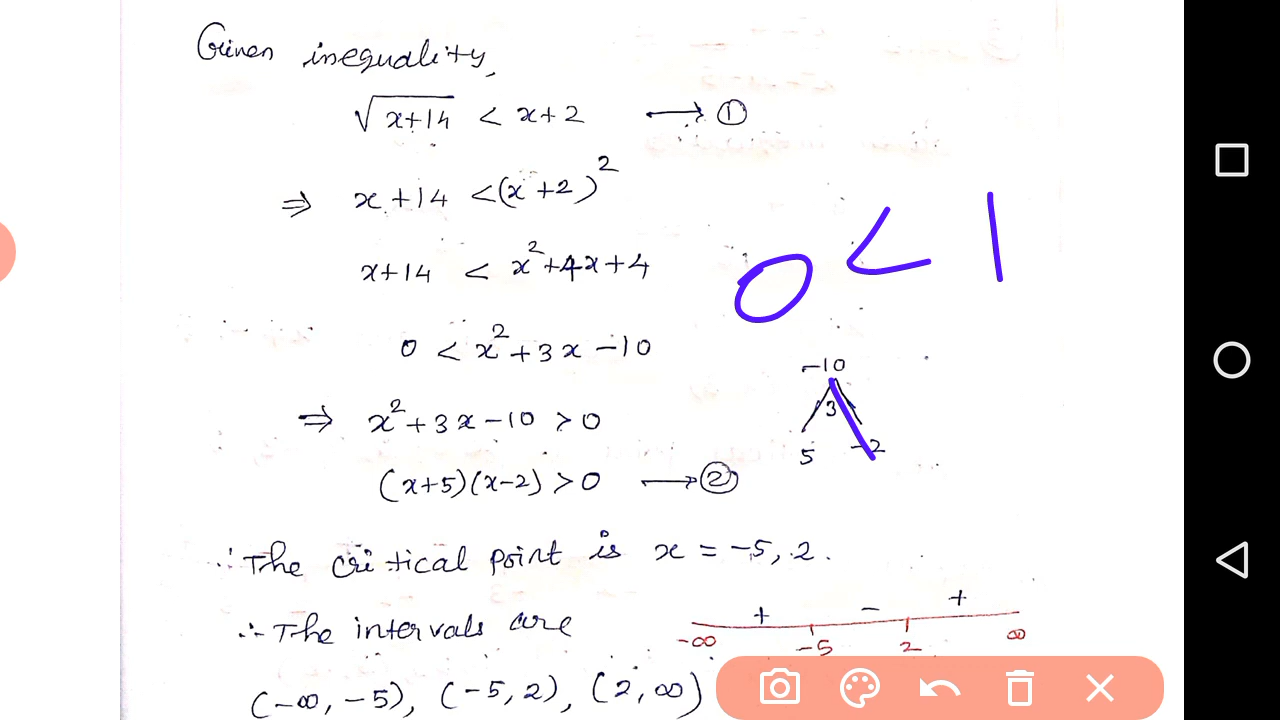 Given inequality,
√x+14 < x+2 → ①
⇒ x+14 < (x+2)²
x+14 < x²+4x+4
0 < 1
0 < x²+3x-10
-10
3
5 -2
⇒ x²+3x-10 > 0
(x+5)(x-2) > 0 → ②
∴ The critical point is x = -5, 2.
∴ The intervals are
+ - +
-∞ -5 2 ∞
(-∞, -5), (-5, 2), (2, ∞)